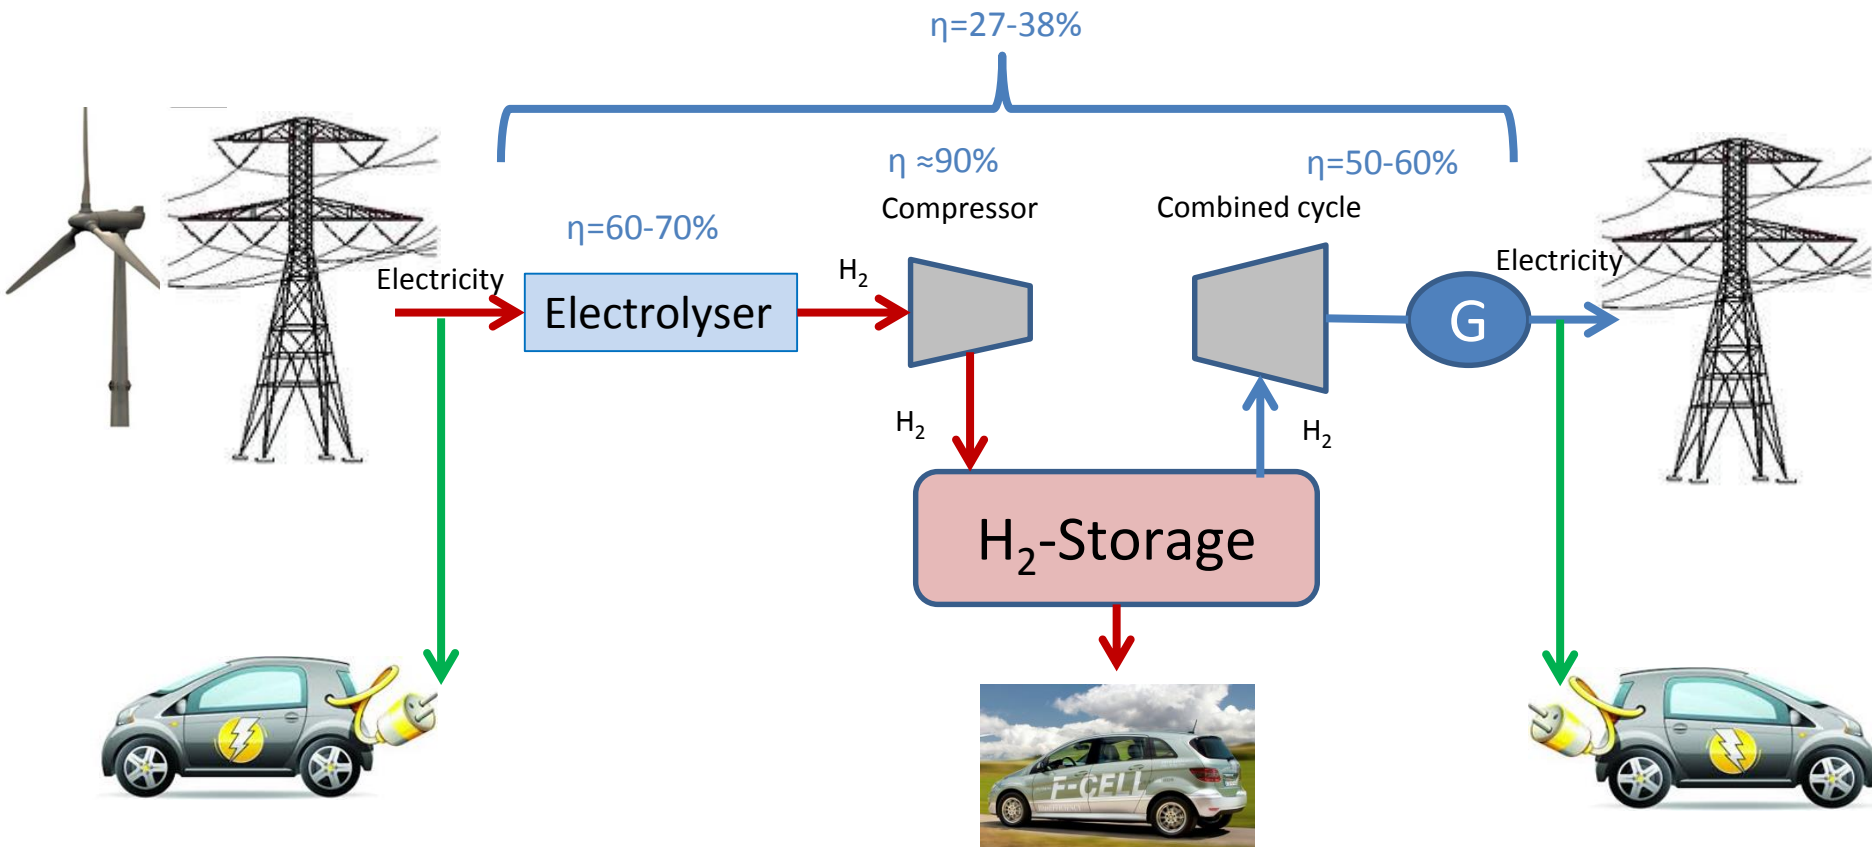 η=27-38%
η ≈90%
η=50-60%
Compressor
Combined cycle
η=60-70%
Electricity
H₂
Electricity
Electrolyser
G
H₂
H₂
H₂-Storage
F-CELL